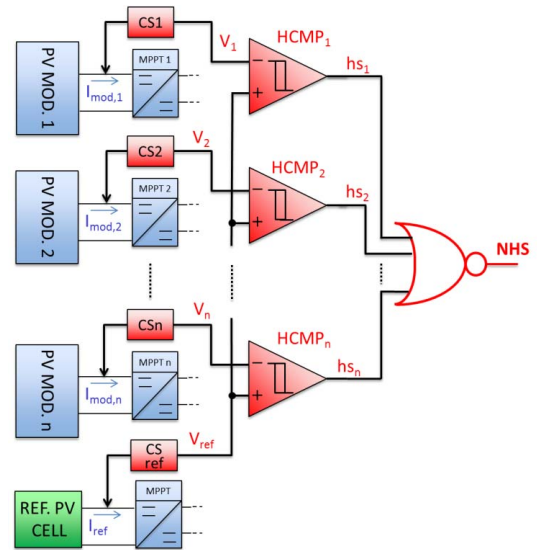 CS1
V1
HCMP1
PV MOD. 1
MPPT 1
Imod,1
hs1
CS2
V2
HCMP2
PV MOD. 2
MPPT 2
Imod,2
hs2
NHS
CSn
Vn
HCMPn
PV MOD. n
MPPT n
Imod,n
hsn
CS
ref
Vref
REF. PV
CELL
MPPT
Iref